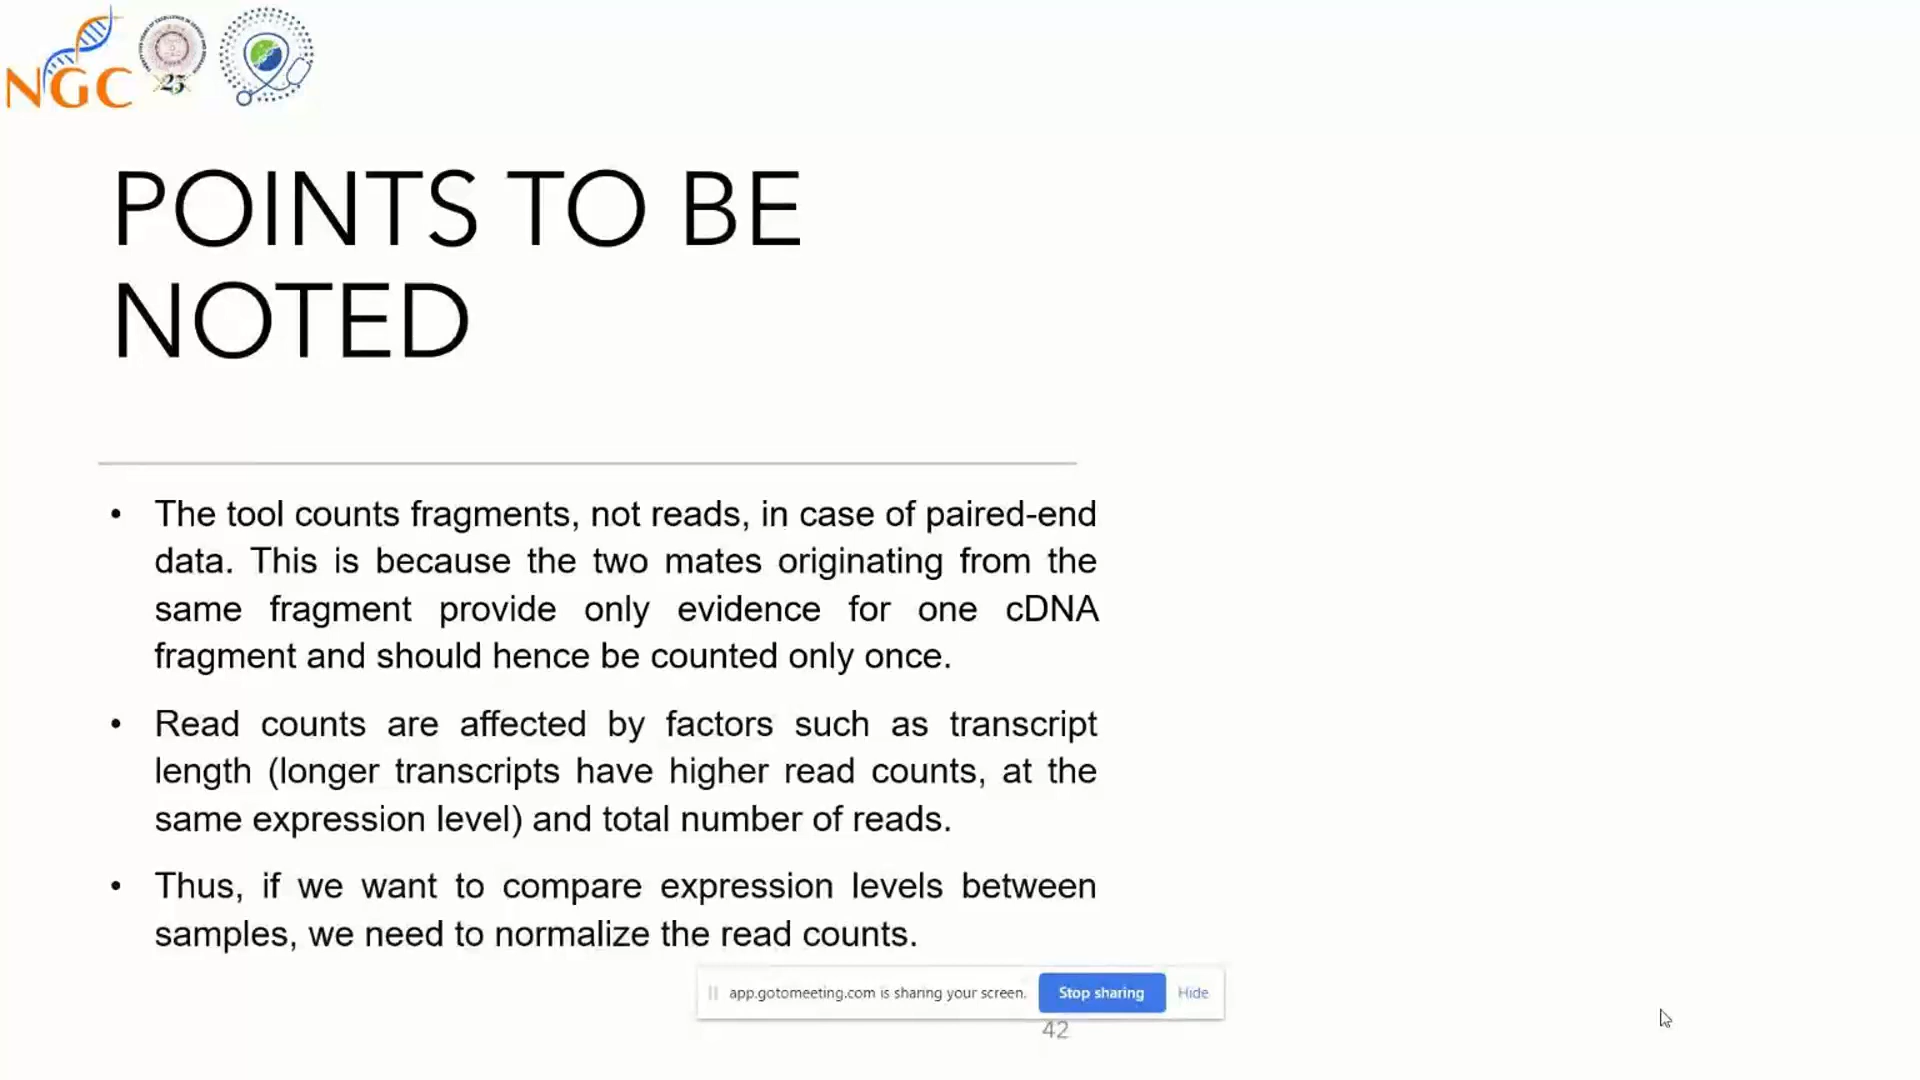 NGC
25
POINTS TO BE
NOTED
• The tool counts fragments, not reads, in case of paired-end
data. This is because the two mates originating from the
same fragment provide only evidence for one cDNA
fragment and should hence be counted only once.
• Read counts are affected by factors such as transcript
length (longer transcripts have higher read counts, at the
same expression level) and total number of reads.
• Thus, if we want to compare expression levels between
samples, we need to normalize the read counts.
app.gotomeeting.com is sharing your screen. Stop sharing Hide
42